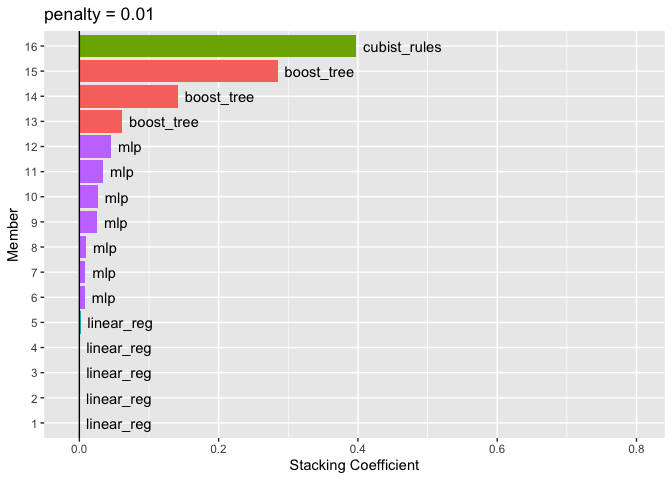 penalty = 0.01
Member
16 cubist_rules
15 boost_tree
14 boost_tree
13 boost_tree
12 mlp
11 mlp
10 mlp
9 mlp
8 mlp
7 mlp
6 mlp
5 linear_reg
4 linear_reg
3 linear_reg
2 linear_reg
1 linear_reg
0.0 0.2 0.4 0.6 0.8
Stacking Coefficient